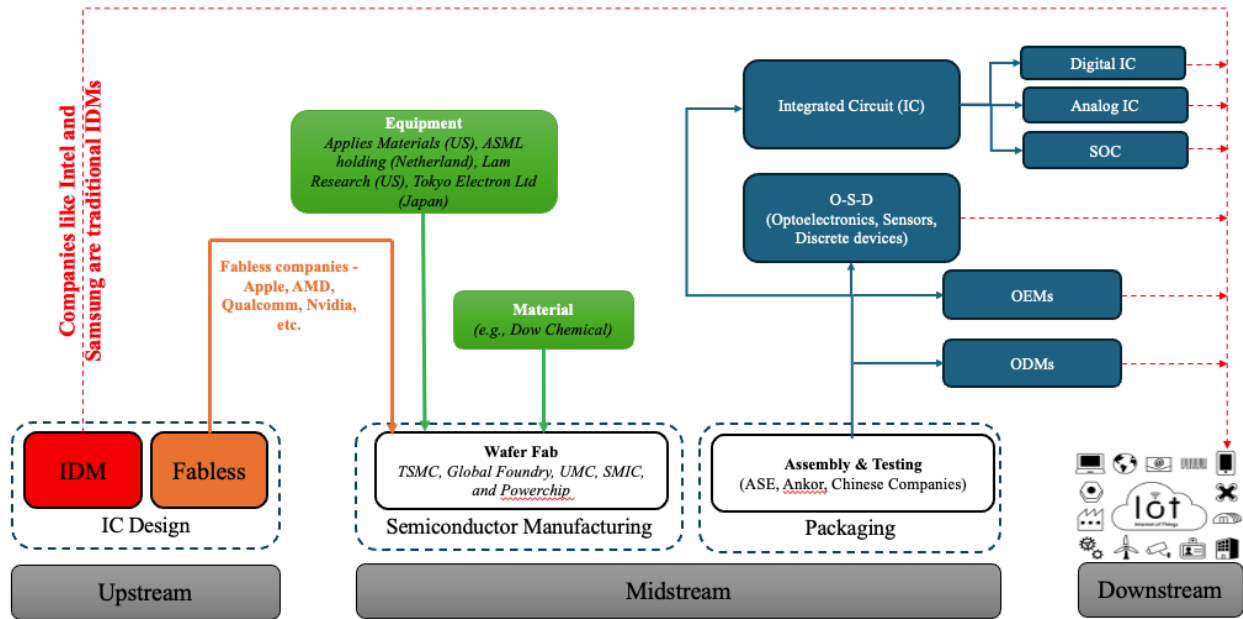 Companies like Intel and
Samsung are traditional IDMs
Equipment
Applies Materials (US), ASML
holding (Netherland), Lam
Research (US), Tokyo Electron Ltd
(Japan)
Fabless companies -
Apple, AMD,
Qualcomm, Nvidia,
etc.
Material
(e.g., Dow Chemical)
Integrated Circuit (IC)
Digital IC
Analog IC
SOC
O-S-D
(Optoelectronics, Sensors,
Discrete devices)
OEMs
ODMs
IDM
Fabless
IC Design
Wafer Fab
TSMC, Global Foundry, UMC, SMIC,
and Powerchip
Semiconductor Manufacturing
Assembly & Testing
(ASE, Ankor, Chinese Companies)
Packaging
IoT
Internet of Things
Upstream
Midstream
Downstream